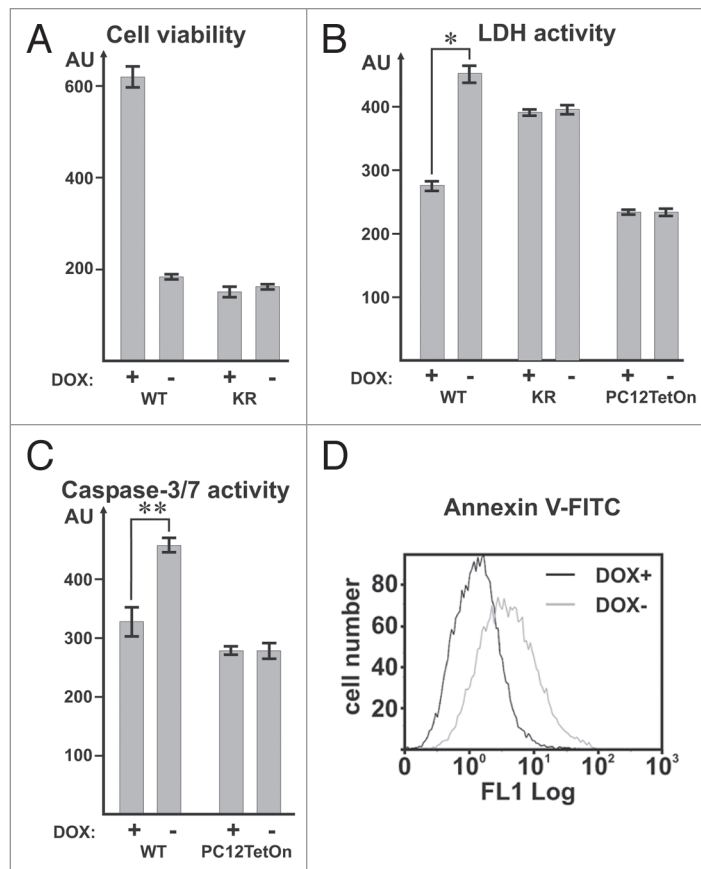 A
Cell viability
AU
600
400
200
DOX: + - + -
WT KR
B
LDH activity
AU
*
400
300
200
100
DOX: + - + - + -
WT KR PC12TetOn
C
Caspase-3/7 activity
AU
**
400
300
200
100
DOX: + - + -
WT PC12TetOn
D
Annexin V-FITC
DOX+
DOX-
cell number
80
60
40
20
0 10⁰ 10¹ 10² 10³
FL1 Log